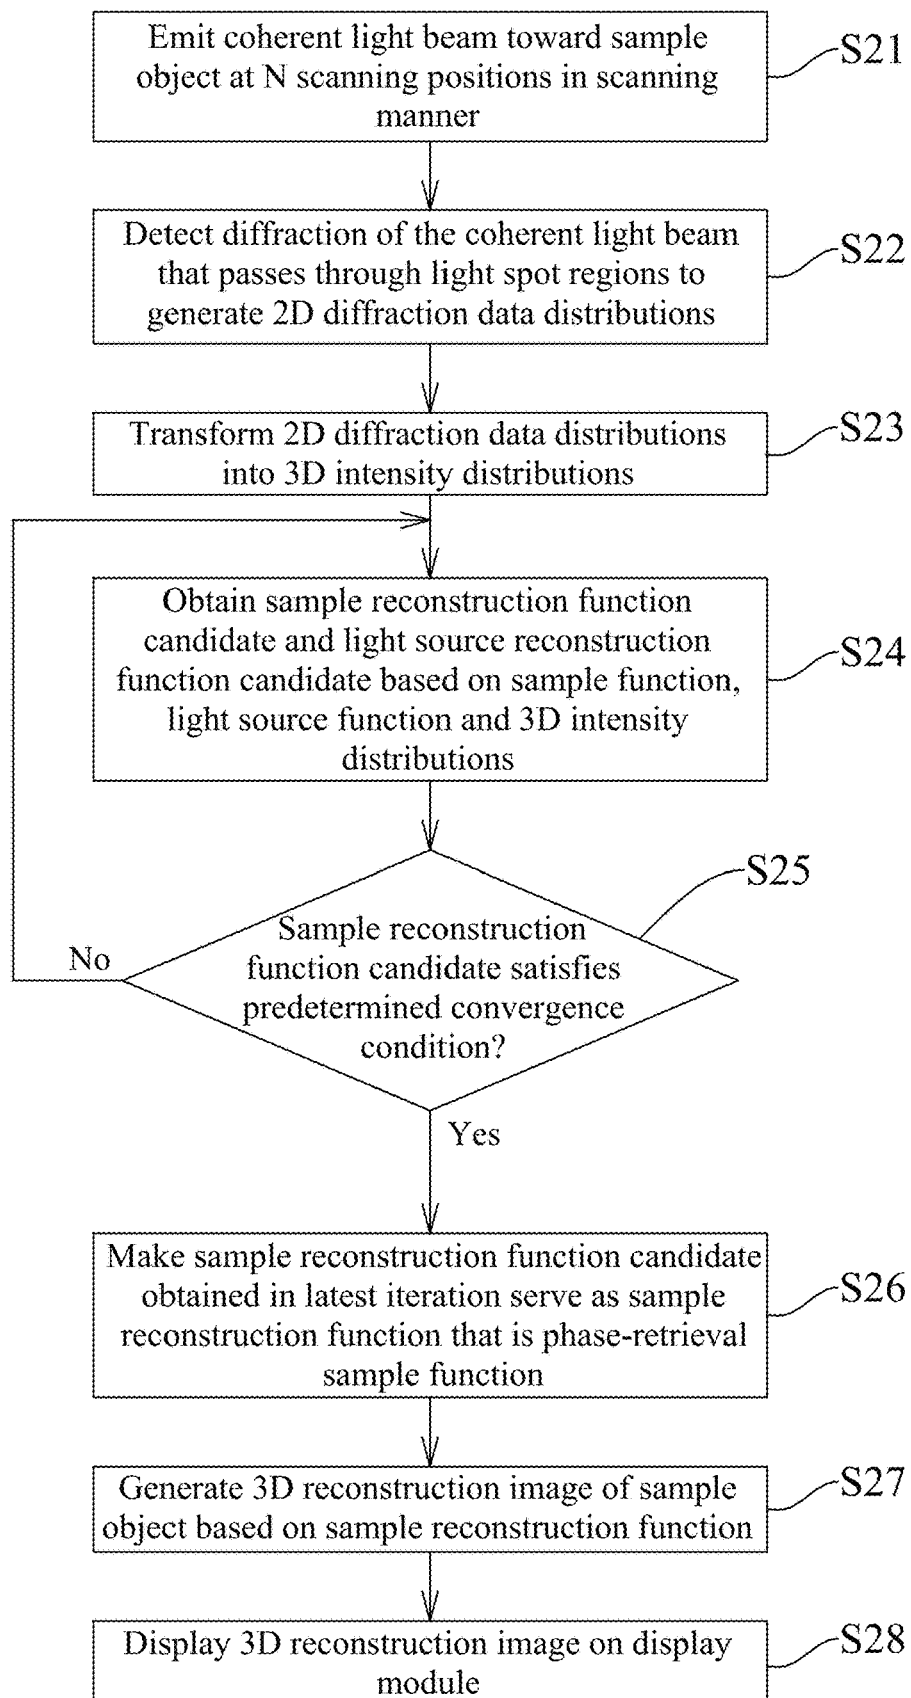 Emit coherent light beam toward sample
object at N scanning positions in scanning
manner
S21
Detect diffraction of the coherent light beam
that passes through light spot regions to
generate 2D diffraction data distributions
S22
Transform 2D diffraction data distributions
into 3D intensity distributions
S23
Obtain sample reconstruction function
candidate and light source reconstruction
function candidate based on sample function,
light source function and 3D intensity
distributions
S24
Sample reconstruction
function candidate satisfies
predetermined convergence
condition?
S25
No
Yes
Make sample reconstruction function candidate
obtained in latest iteration serve as sample
reconstruction function that is phase-retrieval
sample function
S26
Generate 3D reconstruction image of sample
object based on sample reconstruction function
S27
Display 3D reconstruction image on display
module
S28